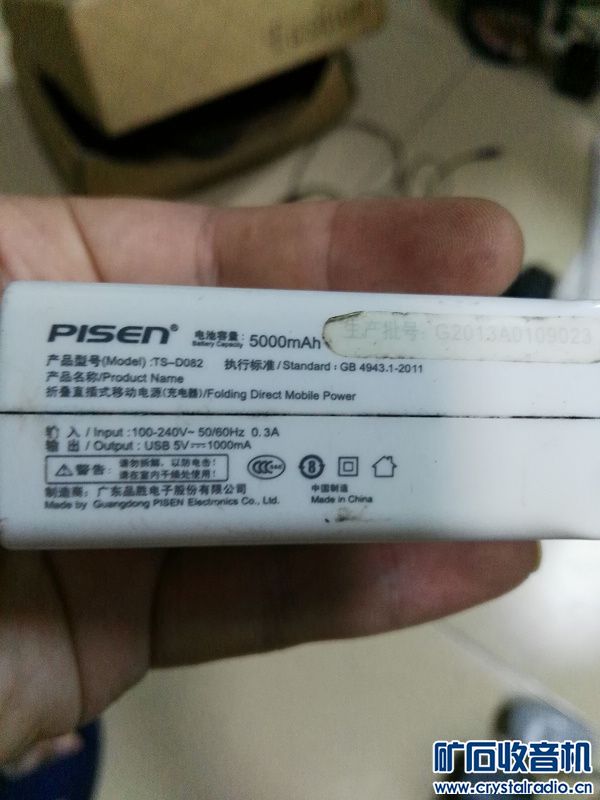 PISEN® 电池容量: Battery Capacity 5000mAh 生产批号: G2013A0109023
产品型号(Model) :TS-D082 执行标准/Standard : GB 4943.1-2011
产品名称/Product Name
折叠直插式移动电源(充电器)/Folding Direct Mobile Power
输 入 / Input :100-240V~ 50/60Hz 0.3A
输 出 / Output : USB 5V⎓1000mA
警告: 请勿拆解,以防电击!
请在室内干燥处使用!
CCC
8
制造商:广东品胜电子股份有限公司 中国制造
Made by Guangdong PISEN Electronics Co., Ltd. Made in China
矿石收音机
www.crystalradio.cn